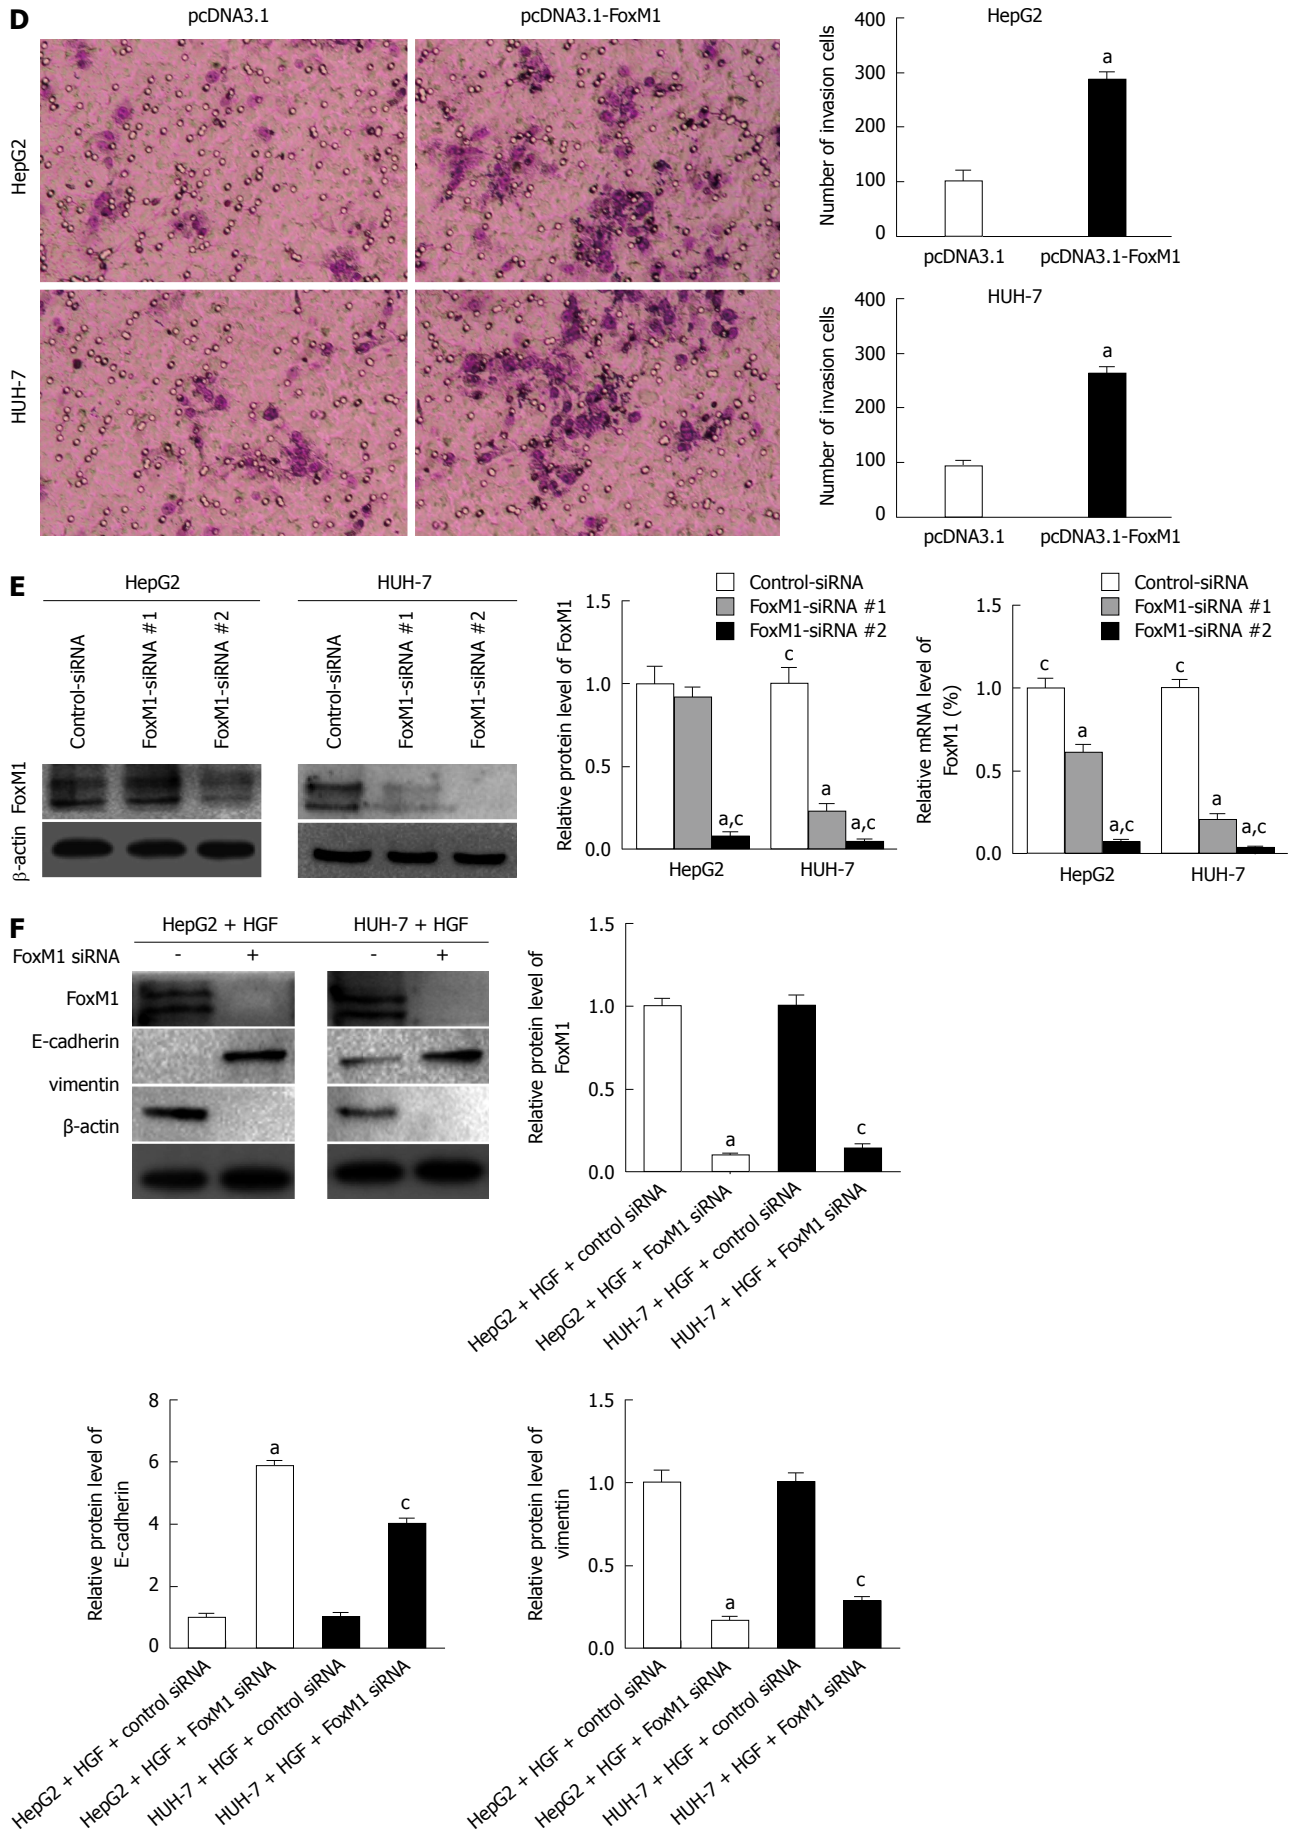 D
pcDNA3.1
pcDNA3.1-FoxM1
HepG2
HUH-7
HepG2
Number of invasion cells
400
300
200
100
0
a
pcDNA3.1
pcDNA3.1-FoxM1
HUH-7
Number of invasion cells
400
300
200
100
0
a
pcDNA3.1
pcDNA3.1-FoxM1
E
HepG2
HUH-7
Control-siRNA
FoxM1-siRNA #1
FoxM1-siRNA #2
Control-siRNA
FoxM1-siRNA #1
FoxM1-siRNA #2
FoxM1
β-actin
Control-siRNA
FoxM1-siRNA #1
FoxM1-siRNA #2
Relative protein level of FoxM1
1.5
1.0
0.5
0.0
c
a
a,c
a,c
HepG2
HUH-7
Control-siRNA
FoxM1-siRNA #1
FoxM1-siRNA #2
Relative mRNA level of
FoxM1 (%)
1.5
1.0
0.5
0.0
c
a
a,c
c
a
a,c
HepG2
HUH-7
F
HepG2 + HGF
HUH-7 + HGF
FoxM1 siRNA
-
+
-
+
FoxM1
E-cadherin
vimentin
β-actin
Relative protein level of
FoxM1
1.5
1.0
0.5
0.0
a
c
HepG2 + HGF + control siRNA
HepG2 + HGF + FoxM1 siRNA
HUH-7 + HGF + control siRNA
HUH-7 + HGF + FoxM1 siRNA
Relative protein level of
E-cadherin
8
6
4
2
0
a
c
HepG2 + HGF + control siRNA
HepG2 + HGF + FoxM1 siRNA
HUH-7 + HGF + control siRNA
HUH-7 + HGF + FoxM1 siRNA
Relative protein level of
vimentin
1.5
1.0
0.5
0.0
a
c
HepG2 + HGF + control siRNA
HepG2 + HGF + FoxM1 siRNA
HUH-7 + HGF + control siRNA
HUH-7 + HGF + FoxM1 siRNA